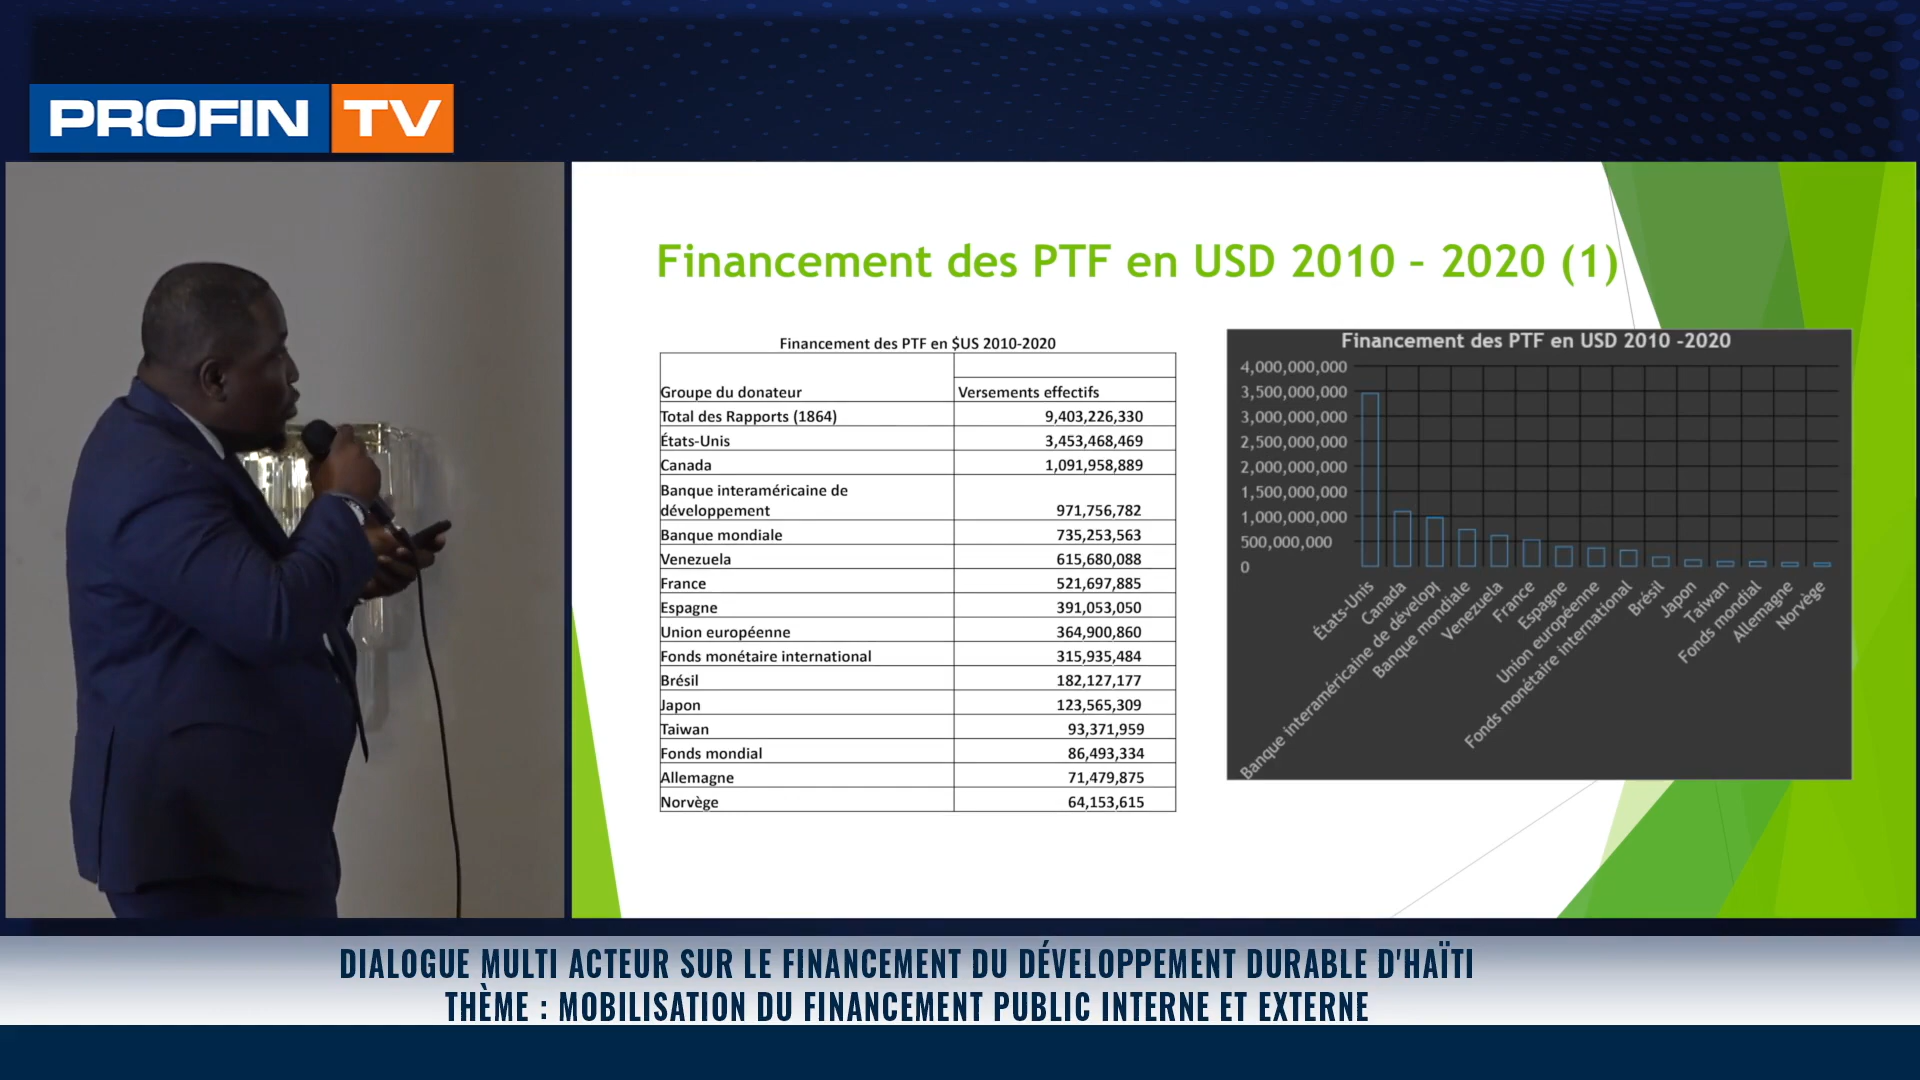 PROFIN TV
Financement des PTF en USD 2010 – 2020 (1)
Financement des PTF en $US 2010-2020
Groupe du donateur Versements effectifs
Total des Rapports (1864) 9,403,226,330
États-Unis 3,453,468,469
Canada 1,091,958,889
Banque interaméricaine de
développement 971,756,782
Banque mondiale 735,253,563
Venezuela 615,680,088
France 521,697,885
Espagne 391,053,050
Union européenne 364,900,860
Fonds monétaire international 315,935,484
Brésil 182,127,177
Japon 123,565,309
Taiwan 93,371,959
Fonds mondial 86,493,334
Allemagne 71,479,875
Norvège 64,153,615
Financement des PTF en USD 2010 -2020
4,000,000,000
3,500,000,000
3,000,000,000
2,500,000,000
2,000,000,000
1,500,000,000
1,000,000,000
500,000,000
0
États-Unis
Canada
Banque interaméricaine de dévelop
Banque mondiale
Venezuela
France
Espagne
Union européenne
Fonds monétaire international
Brésil
Japon
Taiwan
Fonds mondial
Allemagne
Norvège
DIALOGUE MULTI ACTEUR SUR LE FINANCEMENT DU DÉVELOPPEMENT DURABLE D'HAÏTI
THÈME : MOBILISATION DU FINANCEMENT PUBLIC INTERNE ET EXTERNE